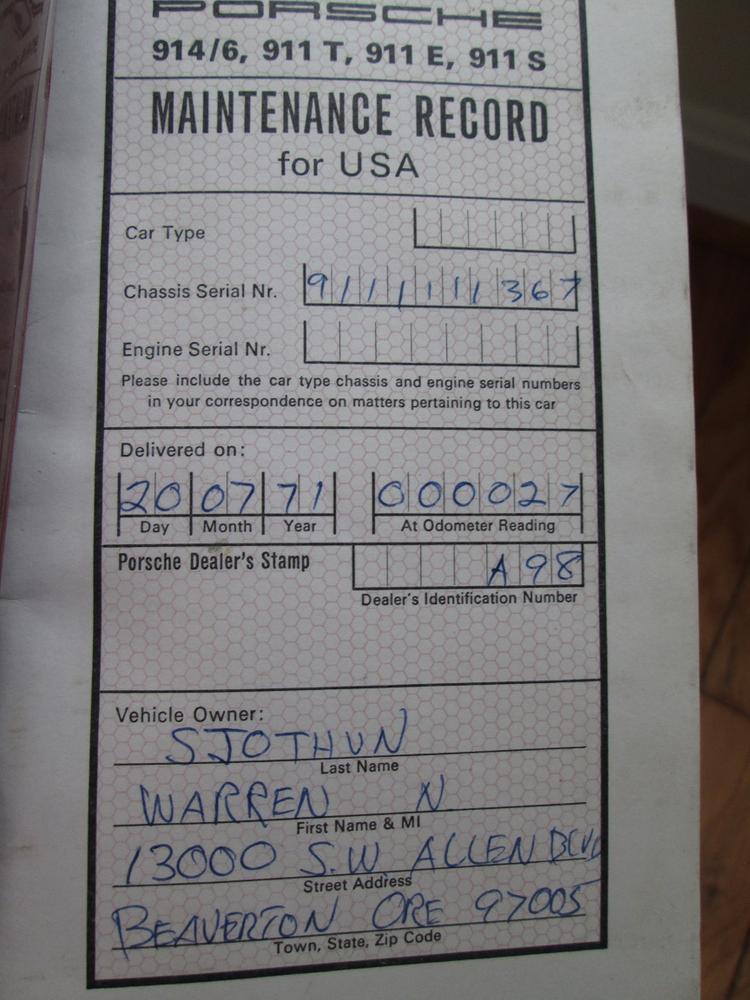 PORSCHE
914/6, 911 T, 911 E, 911 S
MAINTENANCE RECORD
for USA
Car Type
Chassis Serial Nr. 9111111367
Engine Serial Nr.
Please include the car type chassis and engine serial numbers
in your correspondence on matters pertaining to this car
Delivered on:
20 07 71 000027
Day Month Year At Odometer Reading
Porsche Dealer's Stamp A98
Dealer's Identification Number
Vehicle Owner:
SJOTHUN
Last Name
WARREN N
First Name & MI
13000 S.W ALLEN BLVD
Street Address
BEAVERTON ORE 97005
Town, State, Zip Code